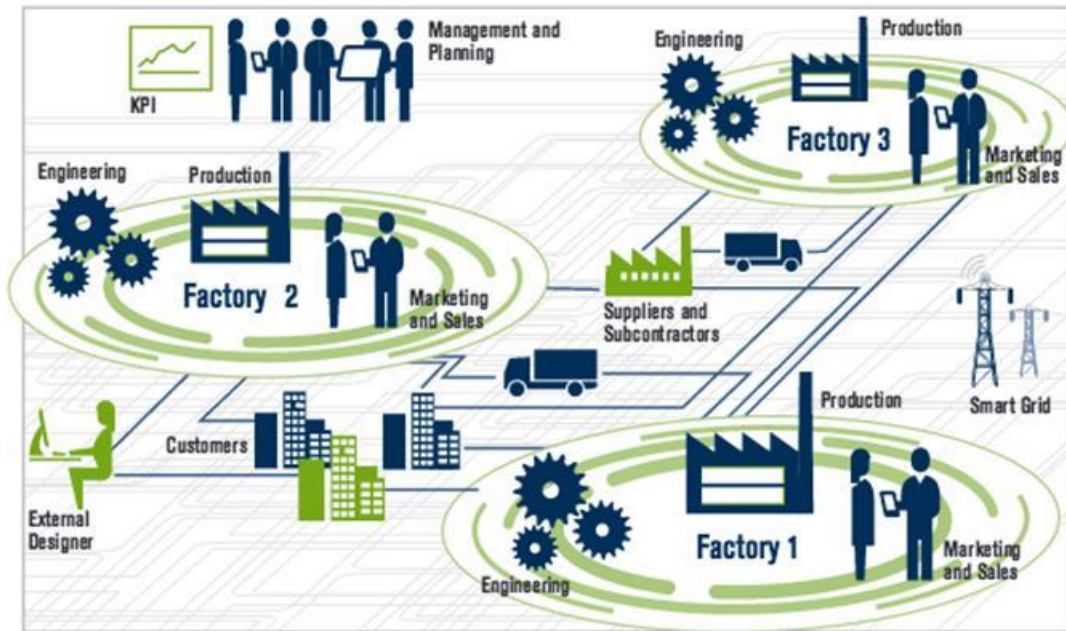 Management and
Planning
KPI
Engineering
Production
Factory 3
Marketing
and Sales
Engineering
Production
Factory 2
Marketing
and Sales
Suppliers and
Subcontractors
Smart Grid
Customers
External
Designer
Production
Factory 1
Engineering
Marketing
and Sales